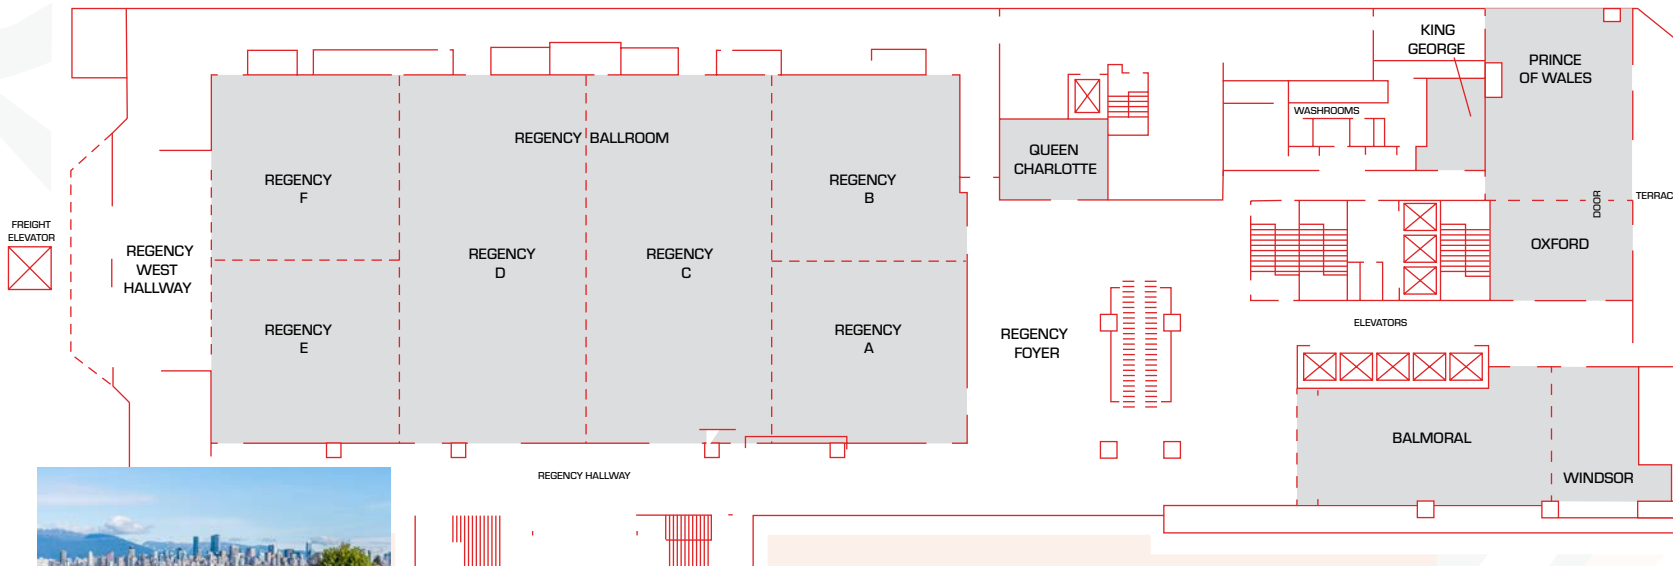 KING
GEORGE
PRINCE
OF WALES
WASHROOMS
REGENCY BALLROOM
QUEEN
CHARLOTTE
REGENCY
F
REGENCY
B
DOOR
TERRAC
FREIGHT
ELEVATOR
REGENCY
WEST
HALLWAY
REGENCY
D
REGENCY
C
OXFORD
REGENCY
E
REGENCY
A
REGENCY
FOYER
ELEVATORS
BALMORAL
WINDSOR
REGENCY HALLWAY